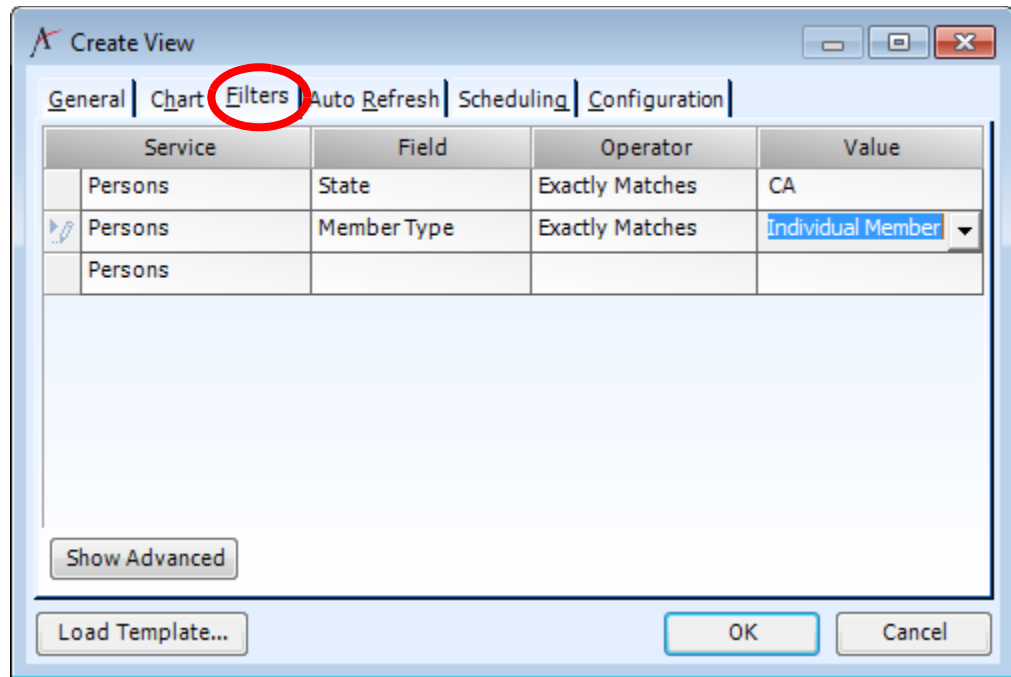 Create View
General Chart Filters Auto Refresh Scheduling Configuration
Service Field Operator Value
Persons State Exactly Matches CA
Persons Member Type Exactly Matches Individual Member
Persons
Show Advanced
Load Template... OK Cancel